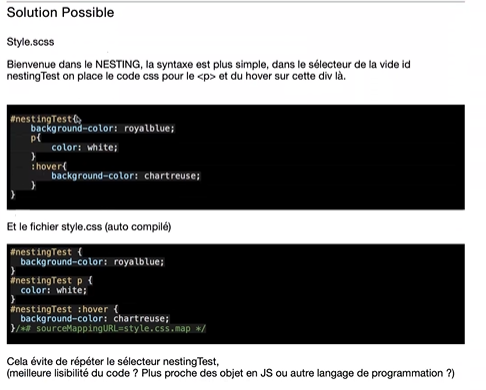 Solution Possible
Style.scss
Bienvenue dans le NESTING, la syntaxe est plus simple, dans le sélecteur de la vide id
nestingTest on place le code css pour le <p> et du hover sur cette div là.
#nestingTest{
background-color: royalblue;
p{
color: white;
}
:hover{
background-color: chartreuse;
}
}
Et le fichier style.css (auto compilé)
#nestingTest {
background-color: royalblue;
}
#nestingTest p {
color: white;
}
#nestingTest :hover {
background-color: chartreuse;
}/*# sourceMappingURL=style.css.map */
Cela évite de répéter le sélecteur nestingTest,
(meilleure lisibilité du code ? Plus proche des objet en JS ou autre langage de programmation ?)